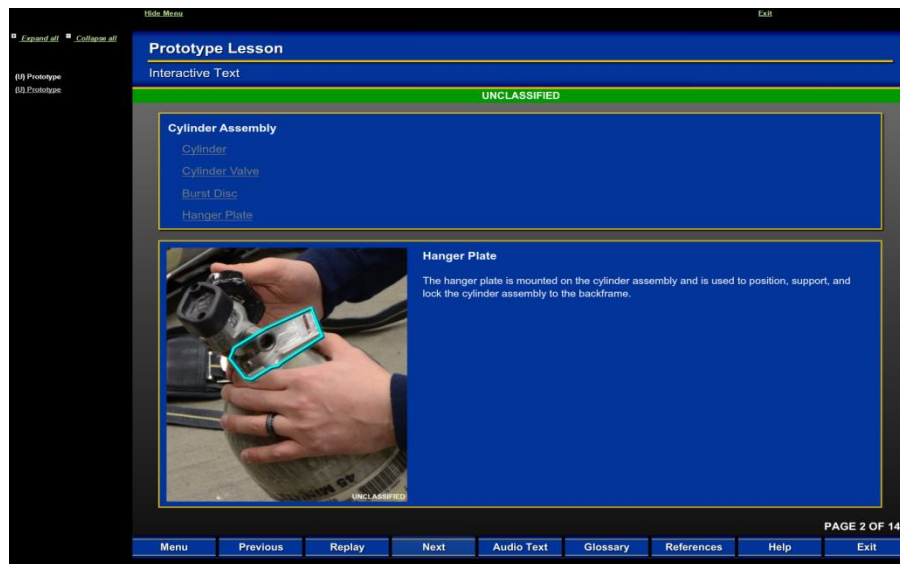 Hide Menu
Exit
Expand all Collapse all
(U) Prototype
(U) Prototype
Prototype Lesson
Interactive Text
UNCLASSIFIED
Cylinder Assembly
Cylinder
Cylinder Valve
Burst Disc
Hanger Plate
Hanger Plate
The hanger plate is mounted on the cylinder assembly and is used to position, support, and
lock the cylinder assembly to the backframe.
UNCLASSIFIED
PAGE 2 OF 14
Menu Previous Replay Next Audio Text Glossary References Help Exit